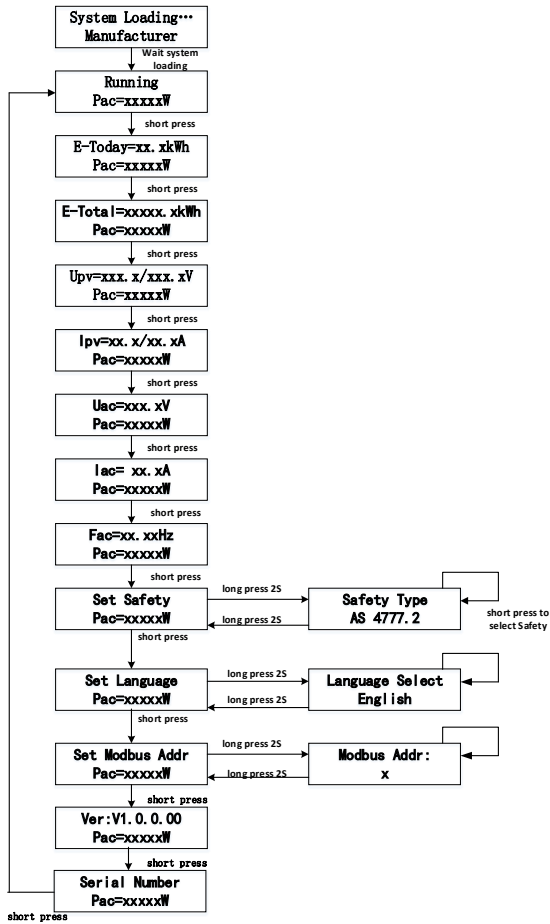 System Loading…
Manufacturer
Wait system
loading
Running
Pac=xxxxxW
short press
E-Today=xx.xkWh
Pac=xxxxxW
short press
E-Total=xxxxx.xkWh
Pac=xxxxxW
short press
Upv=xxx.x/xxx.xV
Pac=xxxxxW
short press
Ipv=xx.x/xx.xA
Pac=xxxxxW
short press
Uac=xxx.xV
Pac=xxxxxW
short press
Iac= xx.xA
Pac=xxxxxW
short press
Fac=xx.xxHz
Pac=xxxxxW
short press
Set Safety
Pac=xxxxxW
long press 2S
long press 2S
Safety Type
AS 4777.2
short press to
select Safety
short press
Set Language
Pac=xxxxxW
long press 2S
long press 2S
Language Select
English
short press
Set Modbus Addr
Pac=xxxxxW
long press 2S
long press 2S
Modbus Addr:
x
short press
Ver:V1.0.0.00
Pac=xxxxxW
short press
Serial Number
Pac=xxxxxW
short press